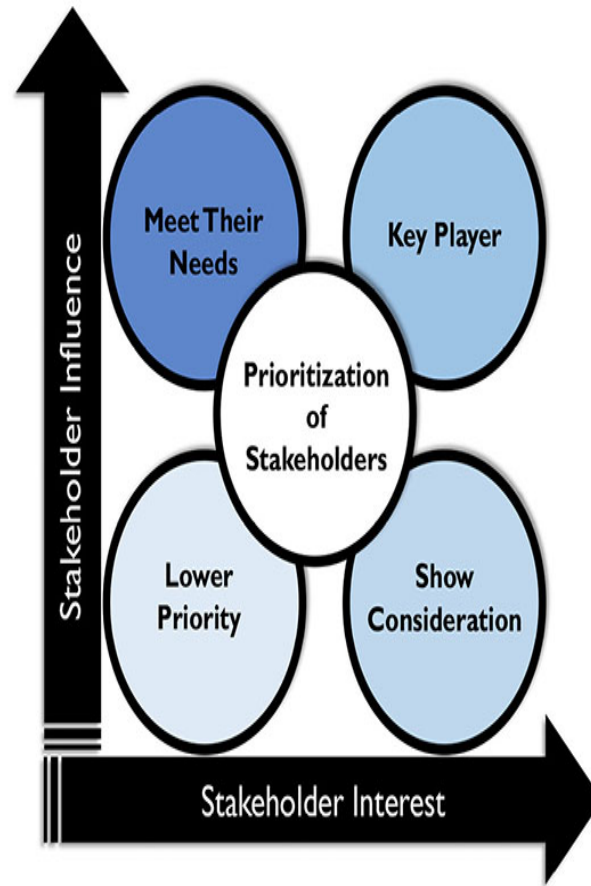 Stakeholder Influence
Meet Their
Needs
Key Player
Prioritization
of
Stakeholders
Lower
Priority
Show
Consideration
Stakeholder Interest